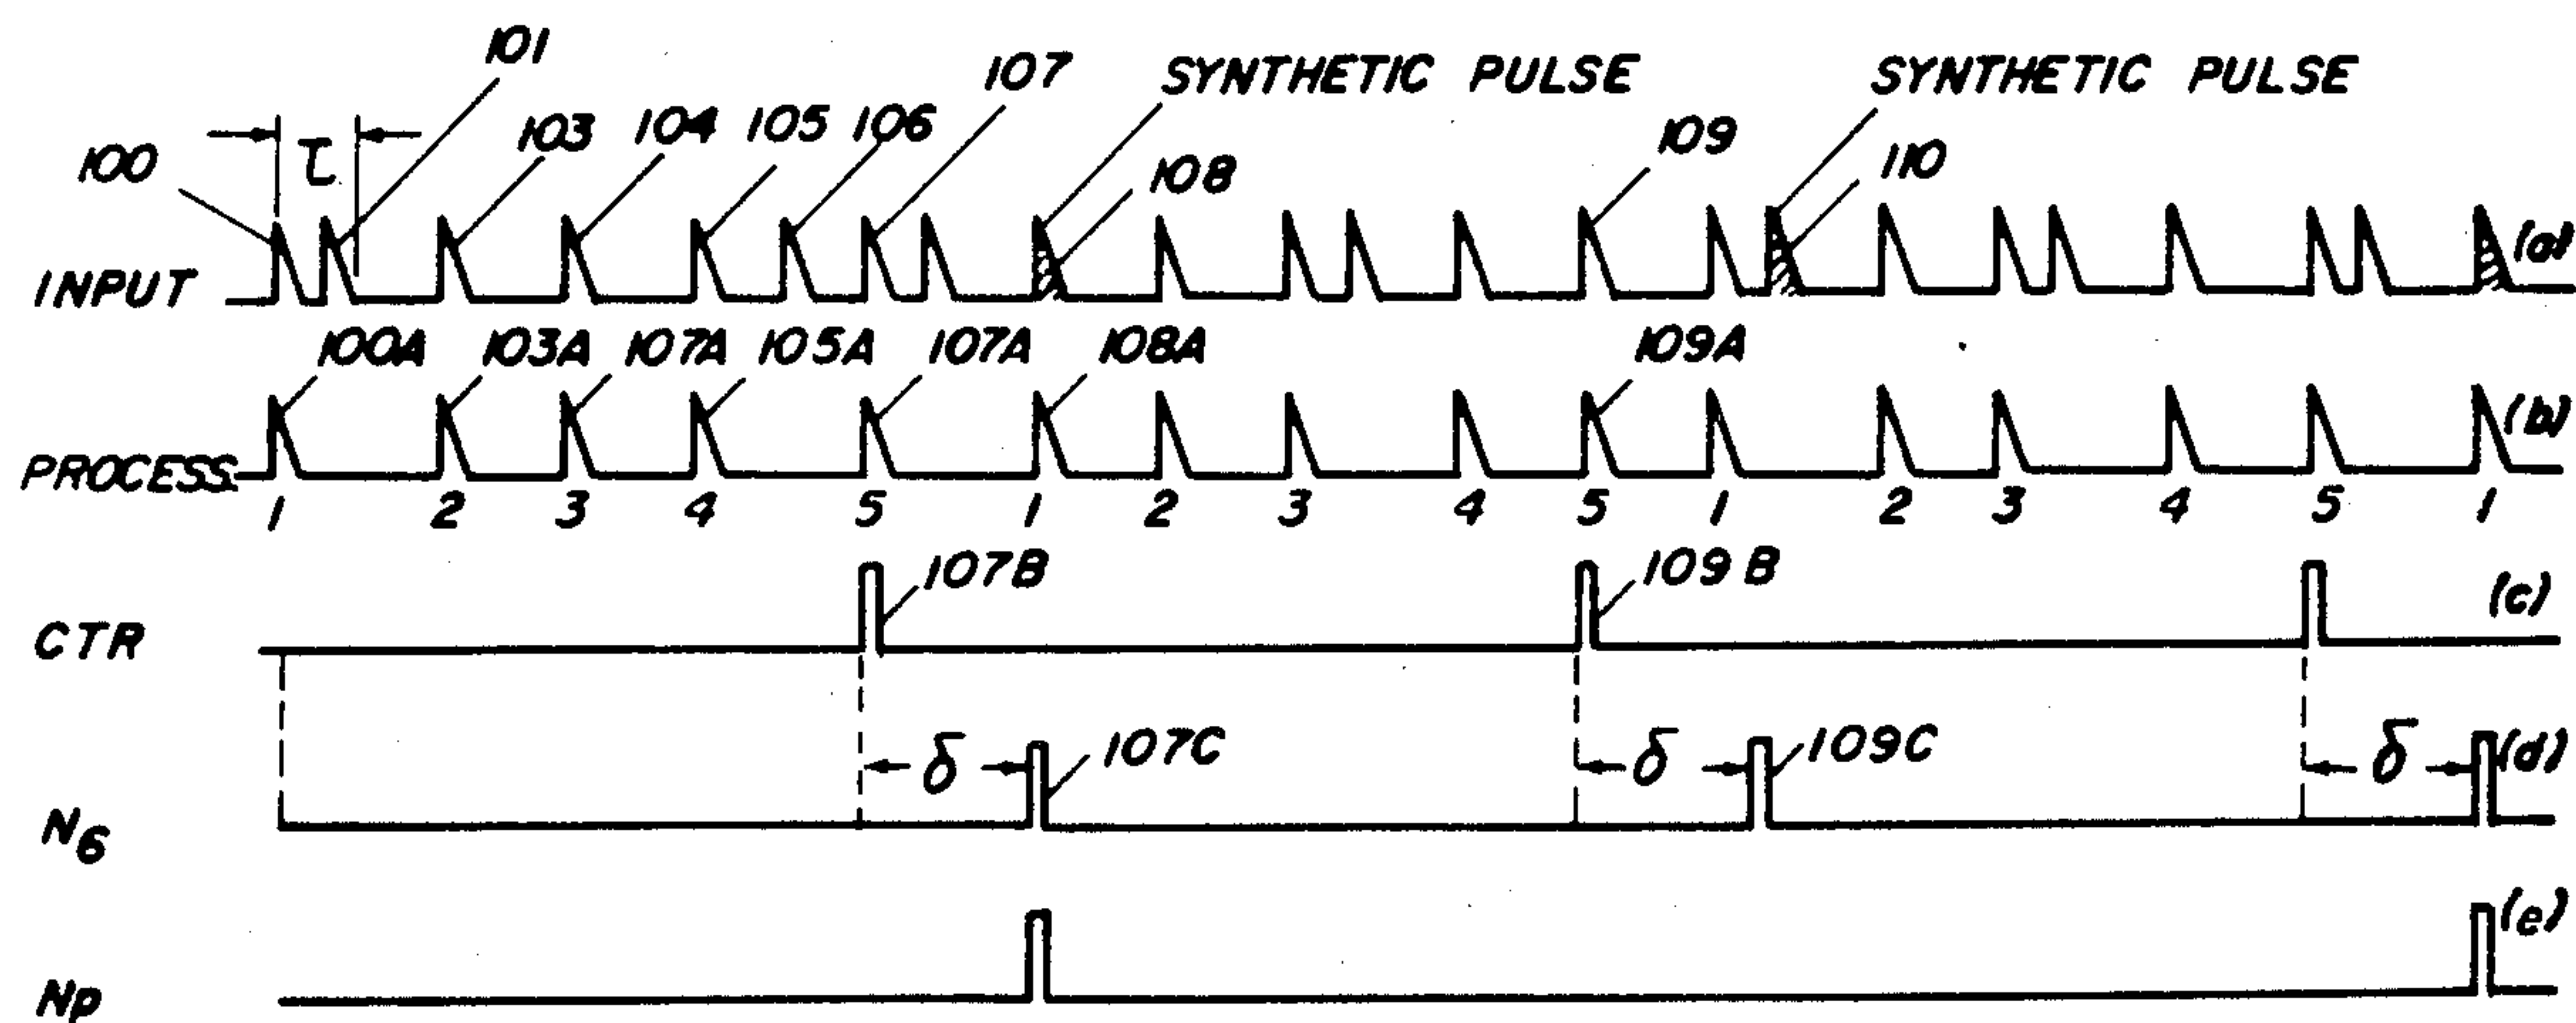 101
107
SYNTHETIC PULSE
SYNTHETIC PULSE
100
τ
103
104
105
106
108
109
110
INPUT
(a)
100A
103A
107A
105A
107A
108A
109A
(b)
PROCESS
1 2 3 4 5 1 2 3 4 5 1 2 3 4 5 1
107B
109B
(c)
CTR
δ
107C
δ
109C
δ
(d)
N6
(e)
Np